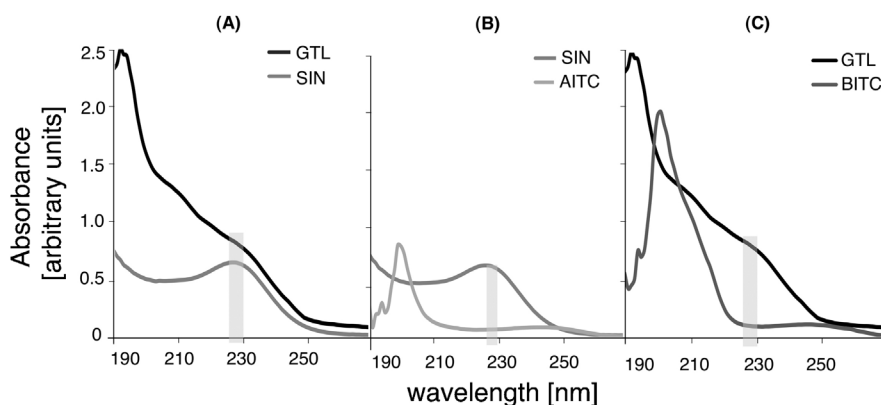 (A)
(B)
(C)
GTL
SIN
SIN
AITC
GTL
BITC
2.5
2.0
1.5
1.0
0.5
0
Absorbance
[arbitrary units]
190 210 230 250
190 210 230 250
190 210 230 250
wavelength [nm]